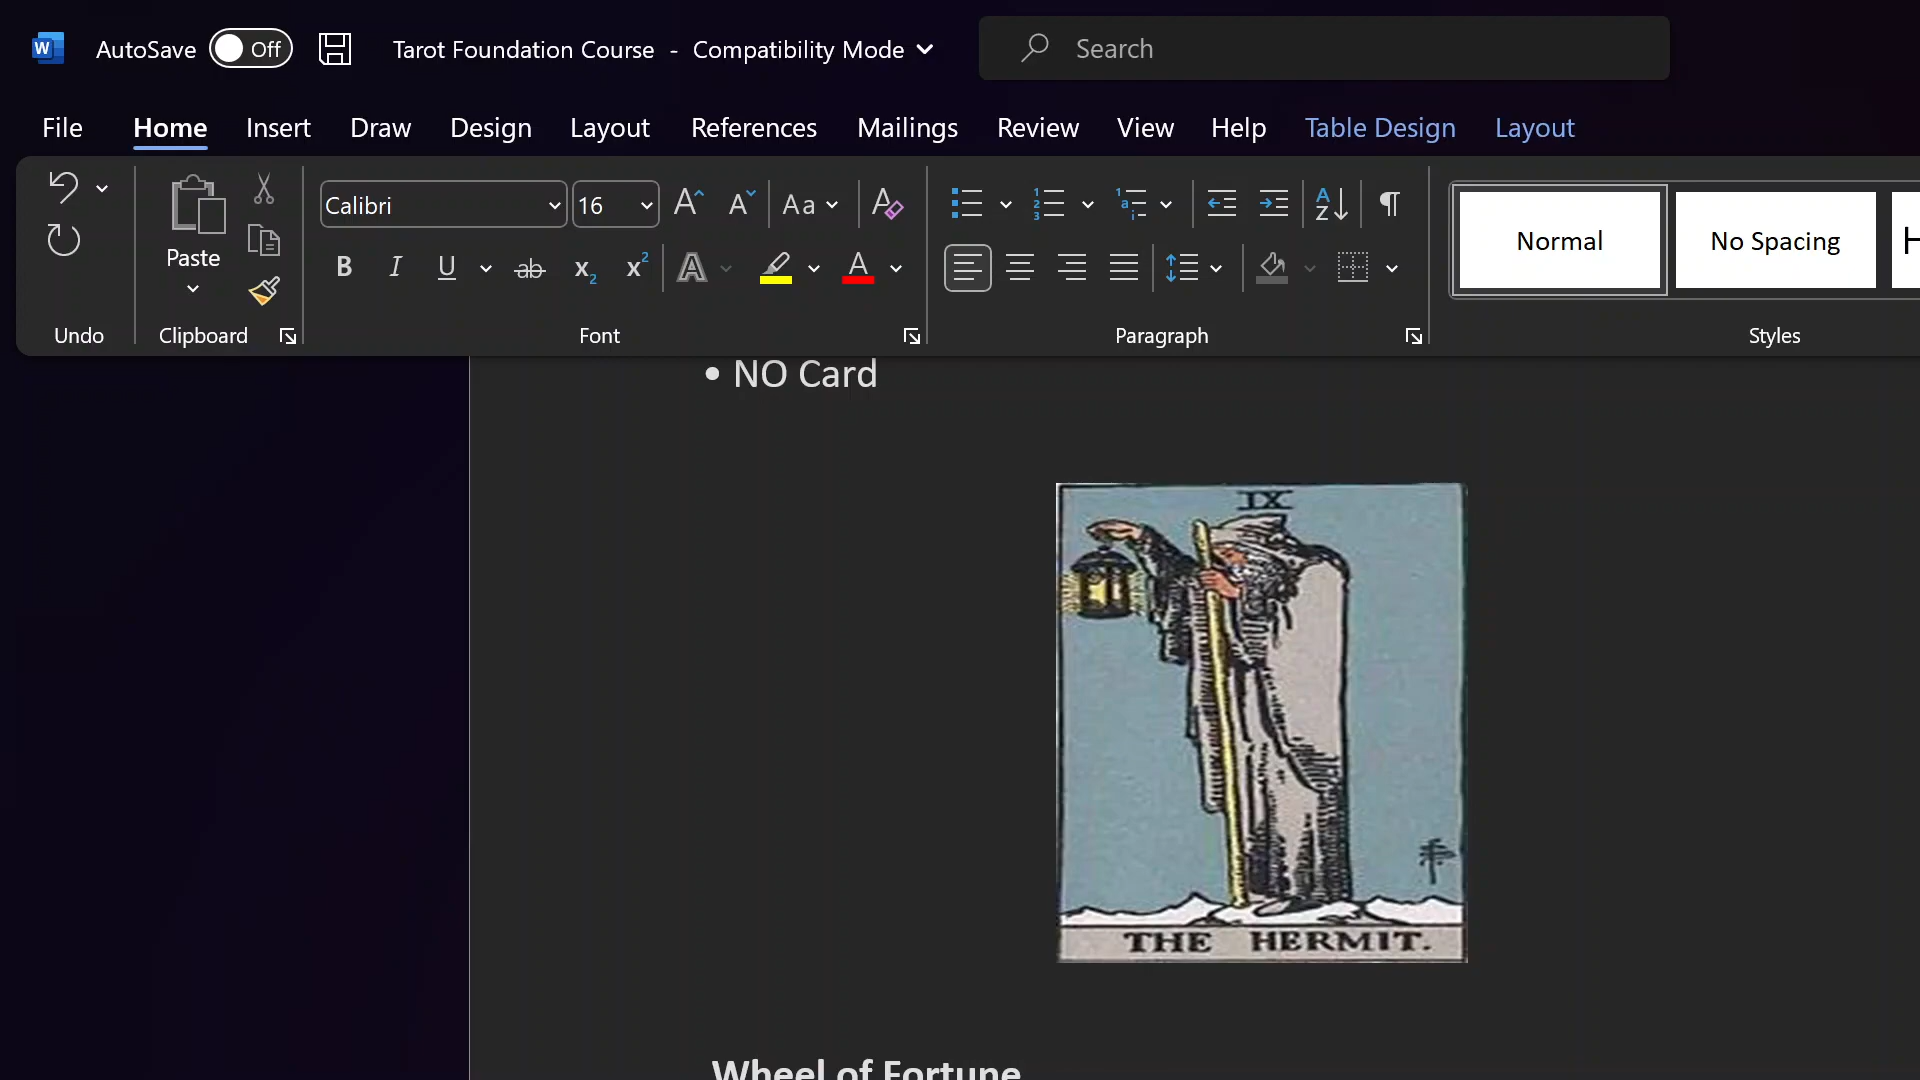 AutoSave Off Tarot Foundation Course - Compatibility Mode Search
File Home Insert Draw Design Layout References Mailings Review View Help Table Design Layout
Calibri 16
Paste
Normal No Spacing
Undo Clipboard Font Paragraph Styles
• NO Card
IX
THE HERMIT.
Wheel of Fortune